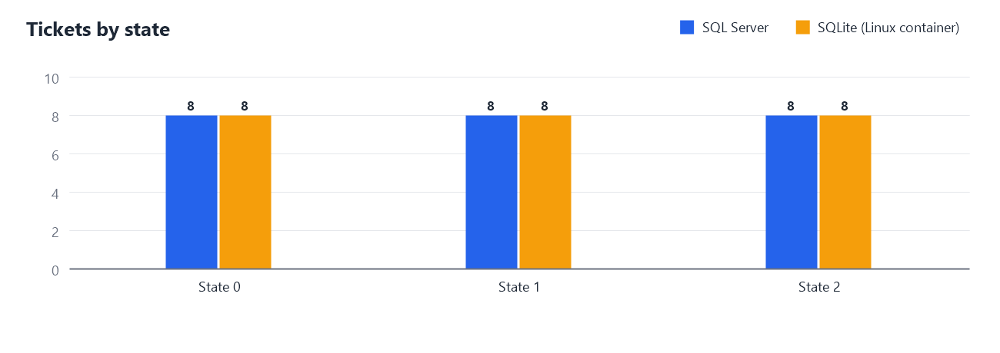 Tickets by state
SQL Server
SQLite (Linux container)
10
8
6
4
2
0
8
8
8
8
8
8
State 0
State 1
State 2